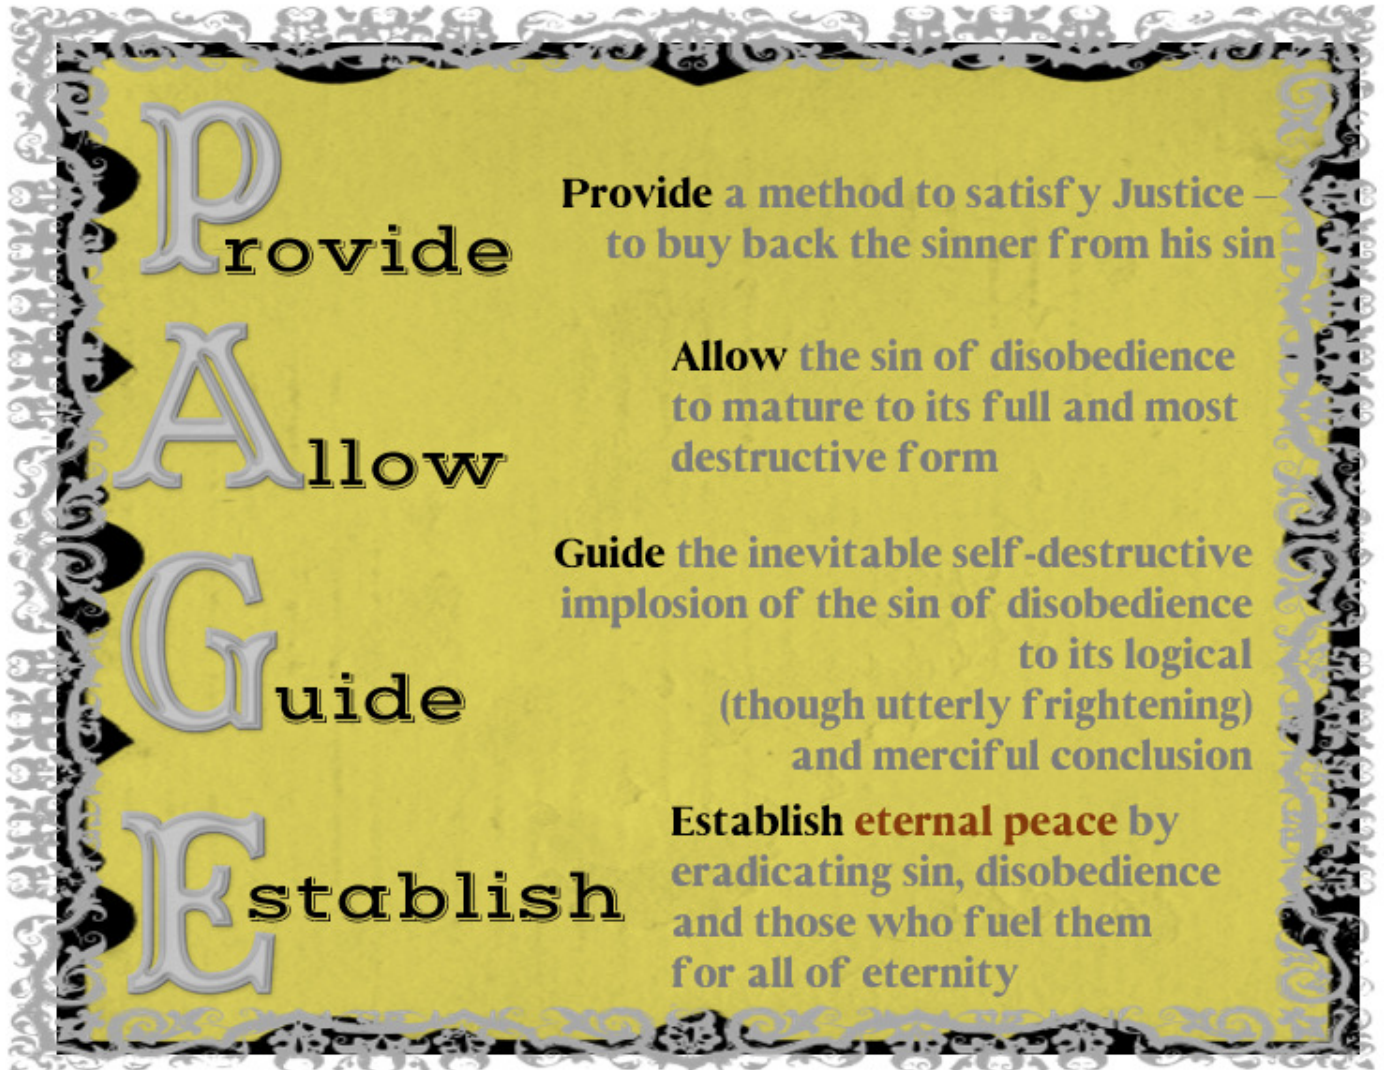 Provide
Provide a method to satisfy Justice –
to buy back the sinner from his sin
Allow
Allow the sin of disobedience
to mature to its full and most
destructive form
Guide
Guide the inevitable self-destructive
implosion of the sin of disobedience
to its logical
(though utterly frightening)
and merciful conclusion
Establish
Establish eternal peace by
eradicating sin, disobedience
and those who fuel them
for all of eternity